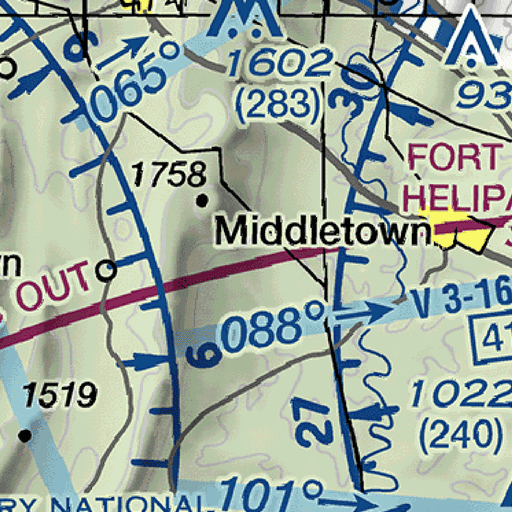 065°
1602
(283)
30
93
FORT
HELIPA
1758
Middletown
wn
OUT
088°
V 3-16
6
41
1519
1022
(240)
27
101°
RY NATIONAL